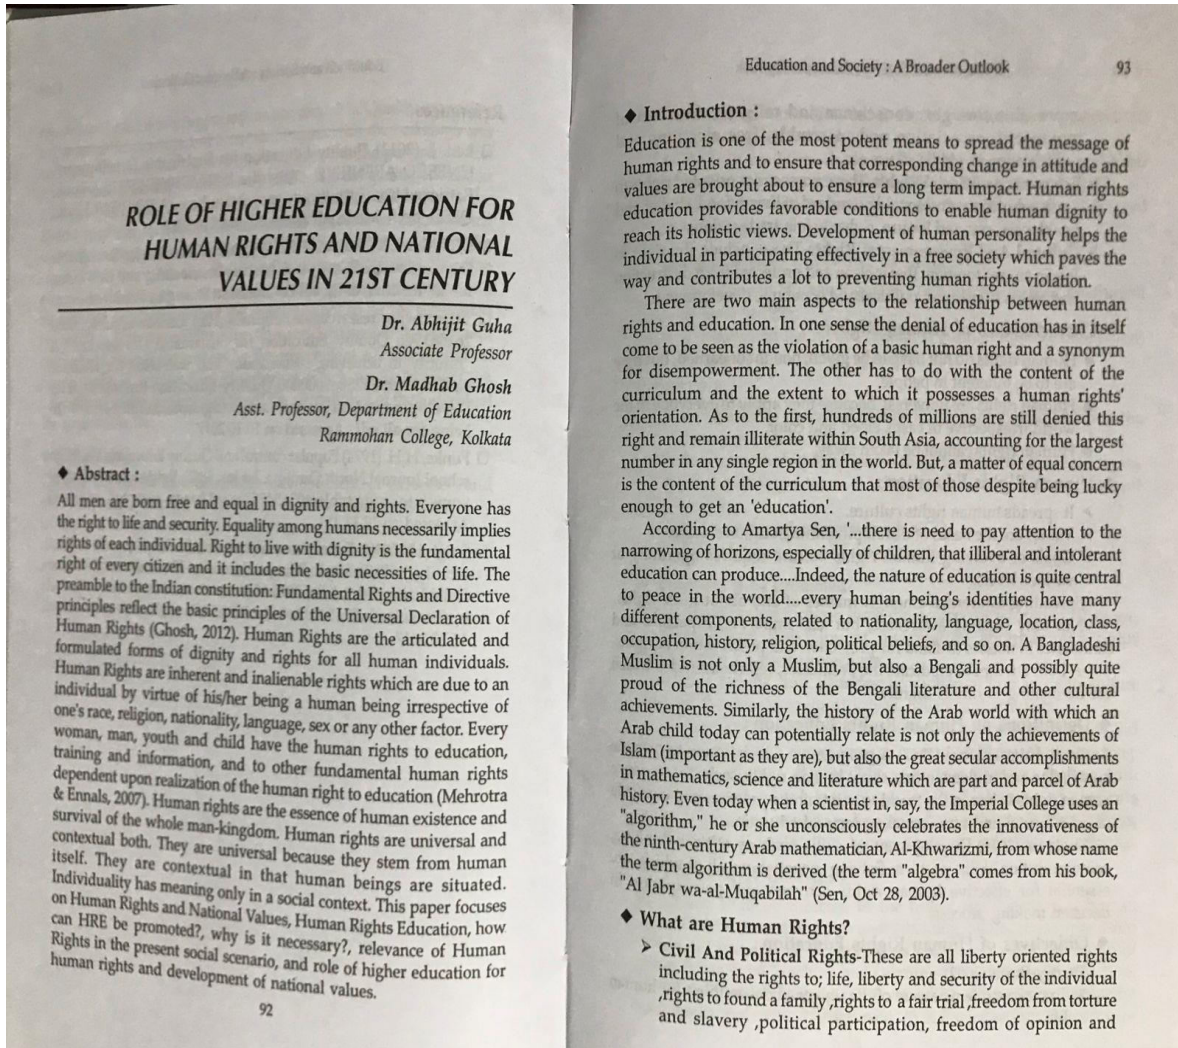 ROLE OF HIGHER EDUCATION FOR
HUMAN RIGHTS AND NATIONAL
VALUES IN 21ST CENTURY
Dr. Abhijit Guha
Associate Professor
Dr. Madhab Ghosh
Asst. Professor, Department of Education
Rammohan College, Kolkata
◆ Abstract :
All men are born free and equal in dignity and rights. Everyone has
the right to life and security. Equality among humans necessarily implies
rights of each individual. Right to live with dignity is the fundamental
right of every citizen and it includes the basic necessities of life. The
preamble to the Indian constitution: Fundamental Rights and Directive
principles reflect the basic principles of the Universal Declaration of
Human Rights (Ghosh, 2012). Human Rights are the articulated and
formulated forms of dignity and rights for all human individuals.
Human Rights are inherent and inalienable rights which are due to an
individual by virtue of his/her being a human being irrespective of
one's race, religion, nationality, language, sex or any other factor. Every
woman, man, youth and child have the human rights to education,
training and information, and to other fundamental human rights
dependent upon realization of the human right to education (Mehrotra
& Ennals, 2007). Human rights are the essence of human existence and
survival of the whole man-kingdom. Human rights are universal and
contextual both. They are universal because they stem from human
itself. They are contextual in that human beings are situated.
Individuality has meaning only in a social context. This paper focuses
on Human Rights and National Values, Human Rights Education, how
can HRE be promoted?, why is it necessary?, relevance of Human
Rights in the present social scenario, and role of higher education for
human rights and development of national values.
92
Education and Society : A Broader Outlook 93
◆ Introduction :
Education is one of the most potent means to spread the message of
human rights and to ensure that corresponding change in attitude and
values are brought about to ensure a long term impact. Human rights
education provides favorable conditions to enable human dignity to
reach its holistic views. Development of human personality helps the
individual in participating effectively in a free society which paves the
way and contributes a lot to preventing human rights violation.
There are two main aspects to the relationship between human
rights and education. In one sense the denial of education has in itself
come to be seen as the violation of a basic human right and a synonym
for disempowerment. The other has to do with the content of the
curriculum and the extent to which it possesses a human rights'
orientation. As to the first, hundreds of millions are still denied this
right and remain illiterate within South Asia, accounting for the largest
number in any single region in the world. But, a matter of equal concern
is the content of the curriculum that most of those despite being lucky
enough to get an 'education'.
According to Amartya Sen, '...there is need to pay attention to the
narrowing of horizons, especially of children, that illiberal and intolerant
education can produce....Indeed, the nature of education is quite central
to peace in the world....every human being's identities have many
different components, related to nationality, language, location, class,
occupation, history, religion, political beliefs, and so on. A Bangladeshi
Muslim is not only a Muslim, but also a Bengali and possibly quite
proud of the richness of the Bengali literature and other cultural
achievements. Similarly, the history of the Arab world with which an
Arab child today can potentially relate is not only the achievements of
Islam (important as they are), but also the great secular accomplishments
in mathematics, science and literature which are part and parcel of Arab
history. Even today when a scientist in, say, the Imperial College uses an
"algorithm," he or she unconsciously celebrates the innovativeness of
the ninth-century Arab mathematician, Al-Khwarizmi, from whose name
the term algorithm is derived (the term "algebra" comes from his book,
"Al Jabr wa-al-Muqabilah" (Sen, Oct 28, 2003).
◆ What are Human Rights?
➢ Civil And Political Rights-These are all liberty oriented rights
including the rights to; life, liberty and security of the individual
,rights to found a family ,rights to a fair trial ,freedom from torture
and slavery ,political participation, freedom of opinion and